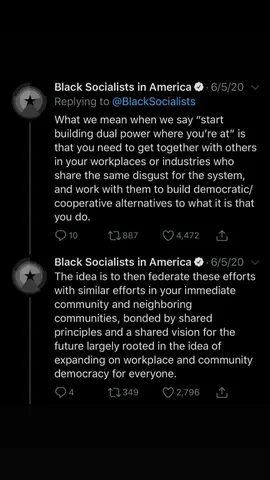 Black Socialists in America · 6/5/20
Replying to @BlackSocialists
What we mean when we say “start
building dual power where you're at“ is
that you need to get together with others
in your workplaces or industries who
share the same disgust for the system,
and work with them to build democratic/
cooperative alternatives to what it is that
you do.
10 887 4,472
Black Socialists in America · 6/5/20
The idea is to then federate these efforts
with similar efforts in your immediate
community and neighboring
communities, bonded by shared
principles and a shared vision for the
future largely rooted in the idea of
expanding on workplace and community
democracy for everyone.
4 349 2,796